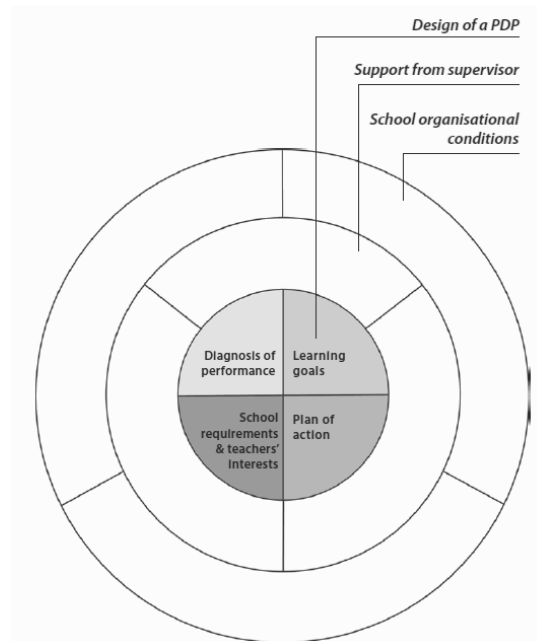 Design of a PDP
Support from supervisor
School organisational
conditions
Diagnosis of
performance
Learning
goals
School
requirements
& teachers'
interests
Plan of
action